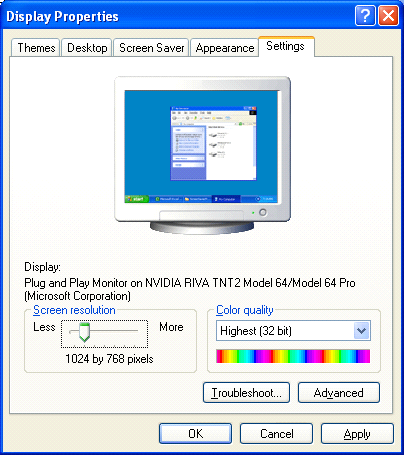 Display Properties
Themes Desktop Screen Saver Appearance Settings
start
Display:
Plug and Play Monitor on NVIDIA RIVA TNT2 Model 64/Model 64 Pro
(Microsoft Corporation)
Screen resolution
Less More
1024 by 768 pixels
Color quality
Highest (32 bit)
Troubleshoot... Advanced
OK Cancel Apply